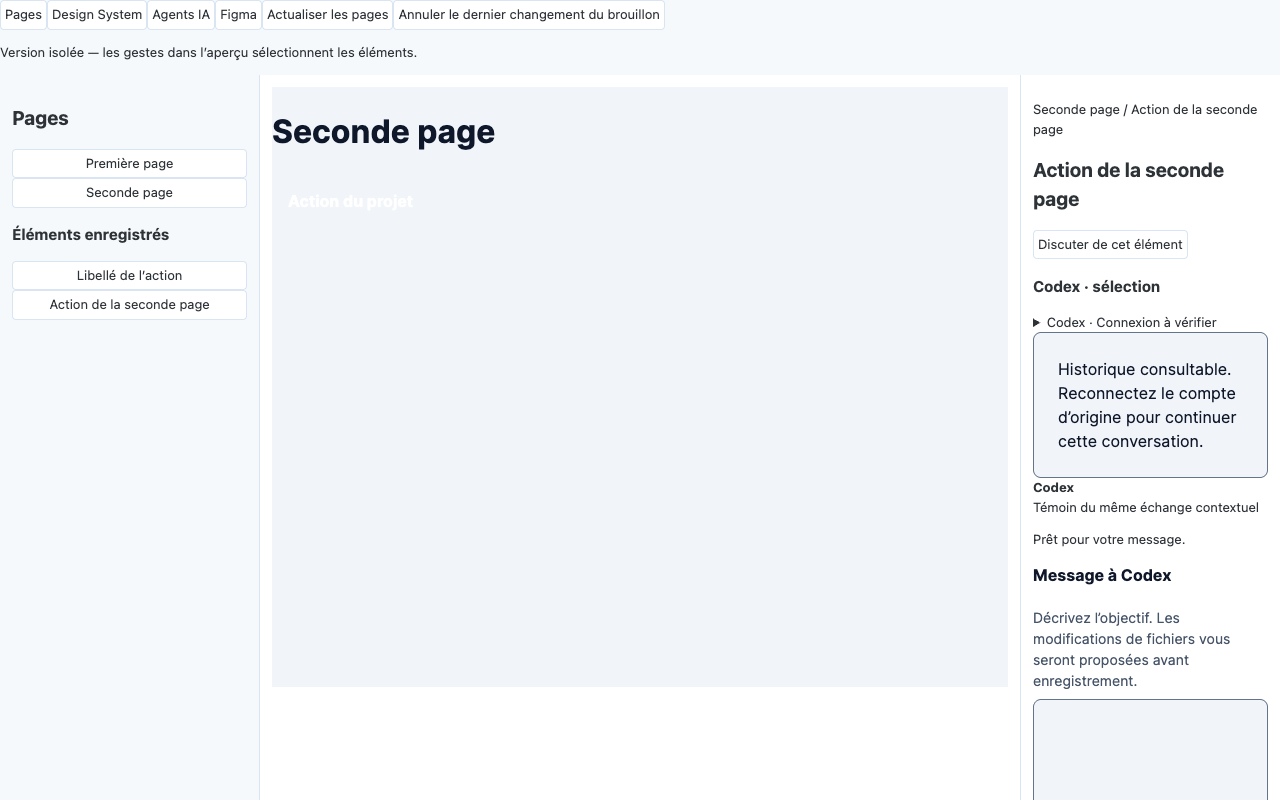 Pages Design System Agents IA Figma Actualiser les pages Annuler le dernier changement du brouillon
Version isolée — les gestes dans l’aperçu sélectionnent les éléments.
Pages
Première page
Seconde page
Éléments enregistrés
Libellé de l’action
Action de la seconde page
Seconde page
Action du projet
Seconde page / Action de la seconde
page
Action de la seconde
page
Discuter de cet élément
Codex · sélection
Codex · Connexion à vérifier
Historique consultable.
Reconnectez le compte
d’origine pour continuer
cette conversation.
Codex
Témoin du même échange contextuel
Prêt pour votre message.
Message à Codex
Décrivez l’objectif. Les
modifications de fichiers vous
seront proposées avant
enregistrement.